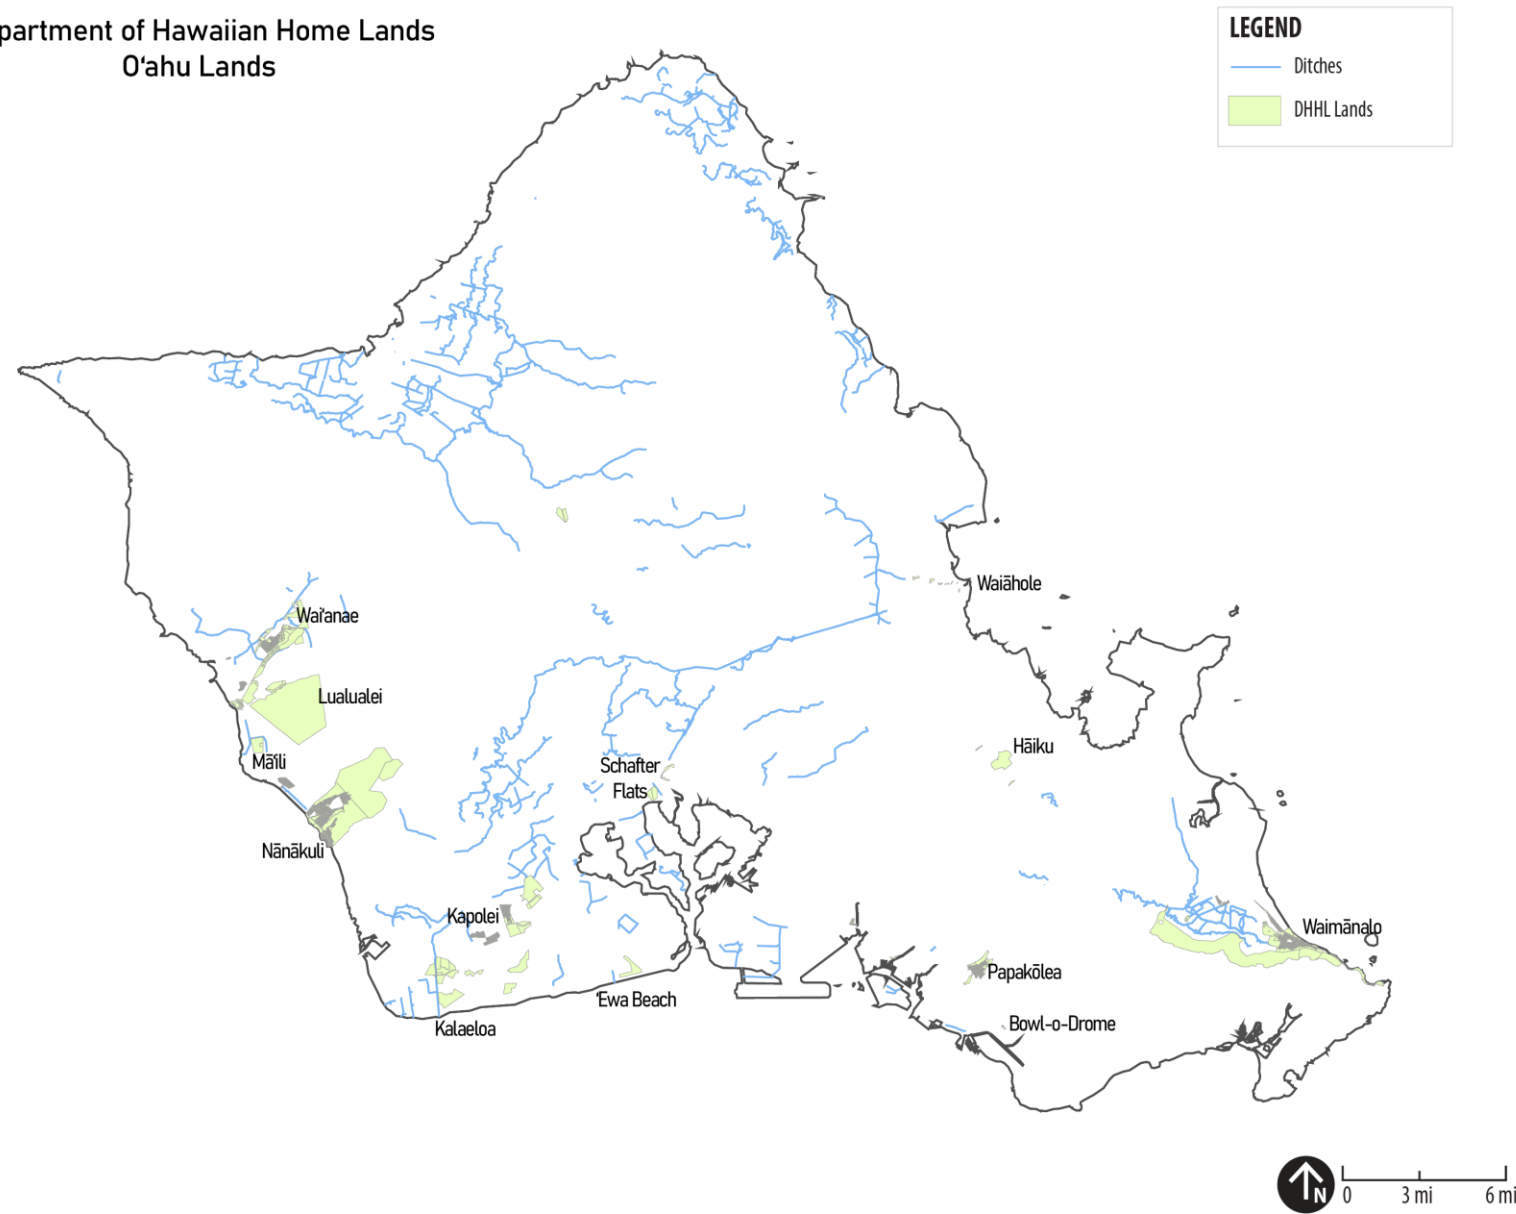 partment of Hawaiian Home Lands
Oʻahu Lands
LEGEND
Ditches
DHHL Lands
Waiāhole
Waiʻanae
Lualualei
Māʻili
Nānākuli
Hāiku
Schafter
Flats
Kapolei
Waimānalo
Papakōlea
ʻEwa Beach
Kalaeloa
Bowl-o-Drome
N
0 3 mi 6 mi